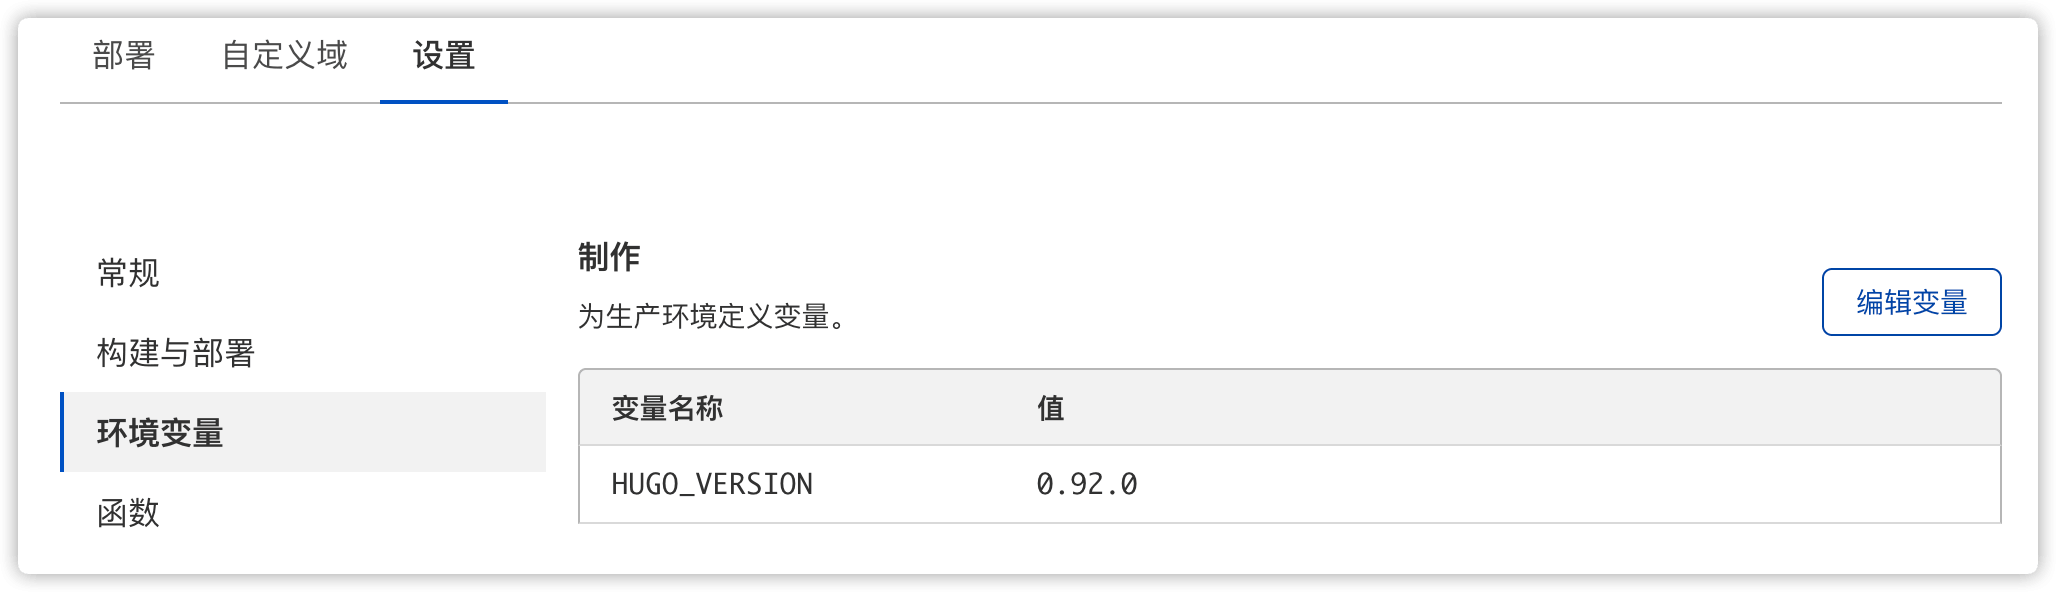 部署 自定义域 设置
常规
构建与部署
环境变量
函数
制作
为生产环境定义变量。
编辑变量
变量名称 值
HUGO_VERSION 0.92.0